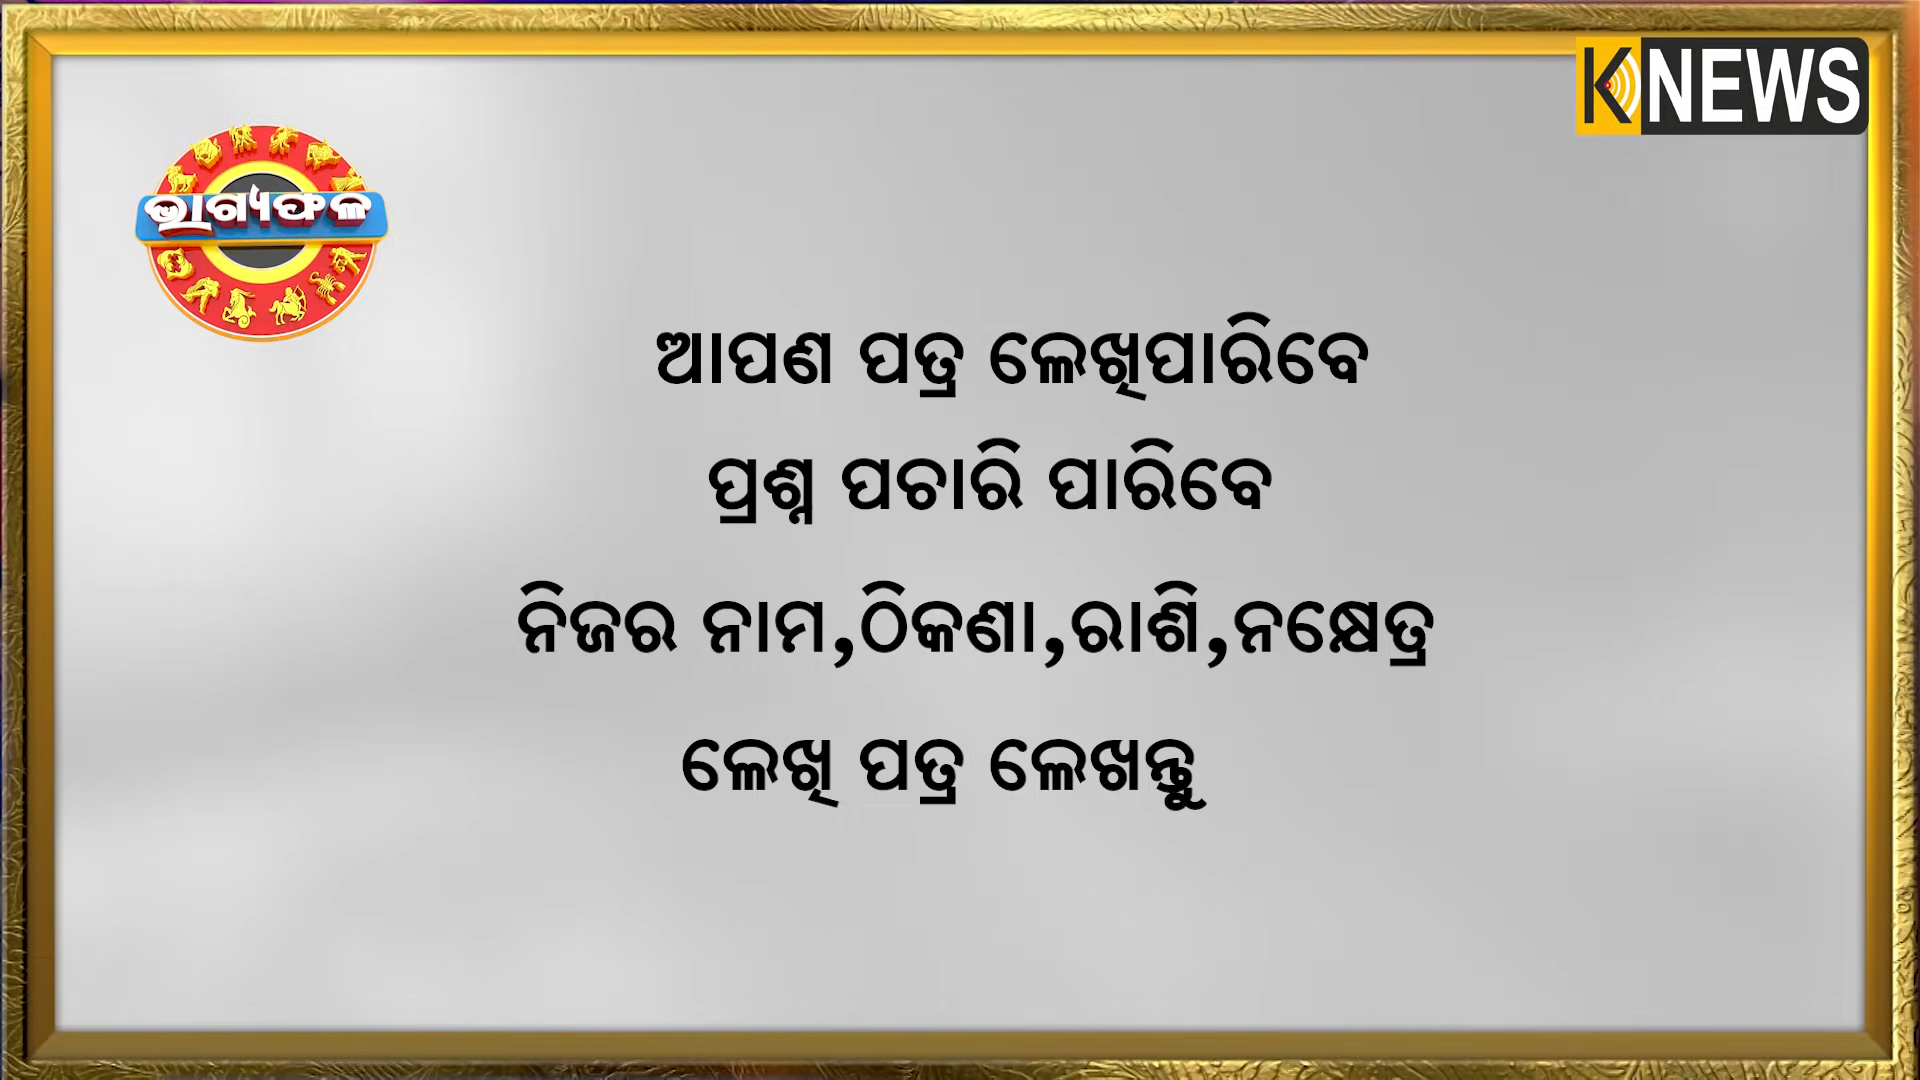 KNEWS
ଭାଗ୍ୟଫଳ
ଆପଣ ପତ୍ର ଲେଖିପାରିବେ
ପ୍ରଶ୍ନ ପଚାରି ପାରିବେ
ନିଜର ନାମ,ଠିକଣା,ରାଶି,ନକ୍ଷେତ୍ର
ଲେଖି ପତ୍ର ଲେଖନ୍ତୁ